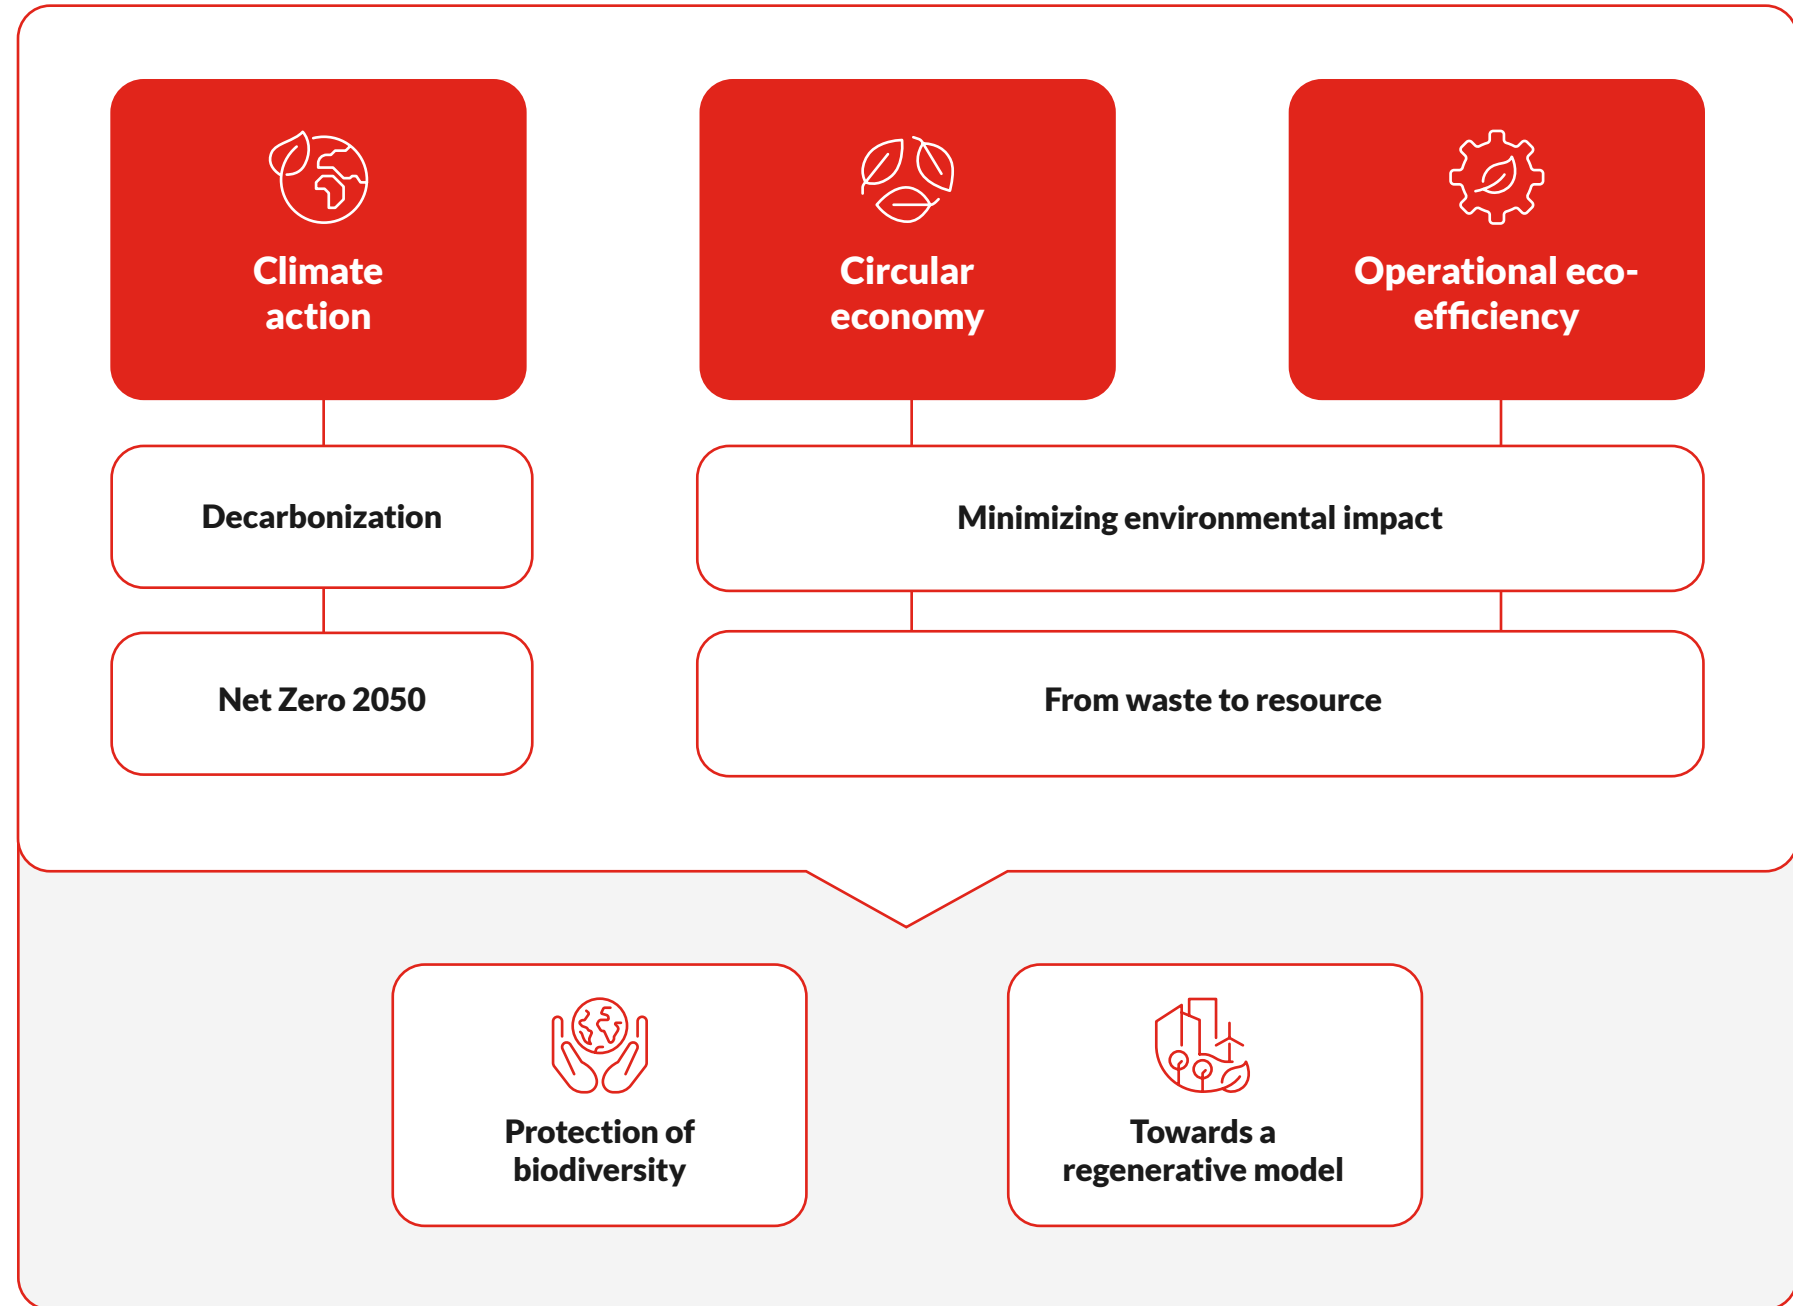 Climate
action
Circular
economy
Operational eco-
efficiency
Decarbonization
Minimizing environmental impact
Net Zero 2050
From waste to resource
Protection of
biodiversity
Towards a
regenerative model